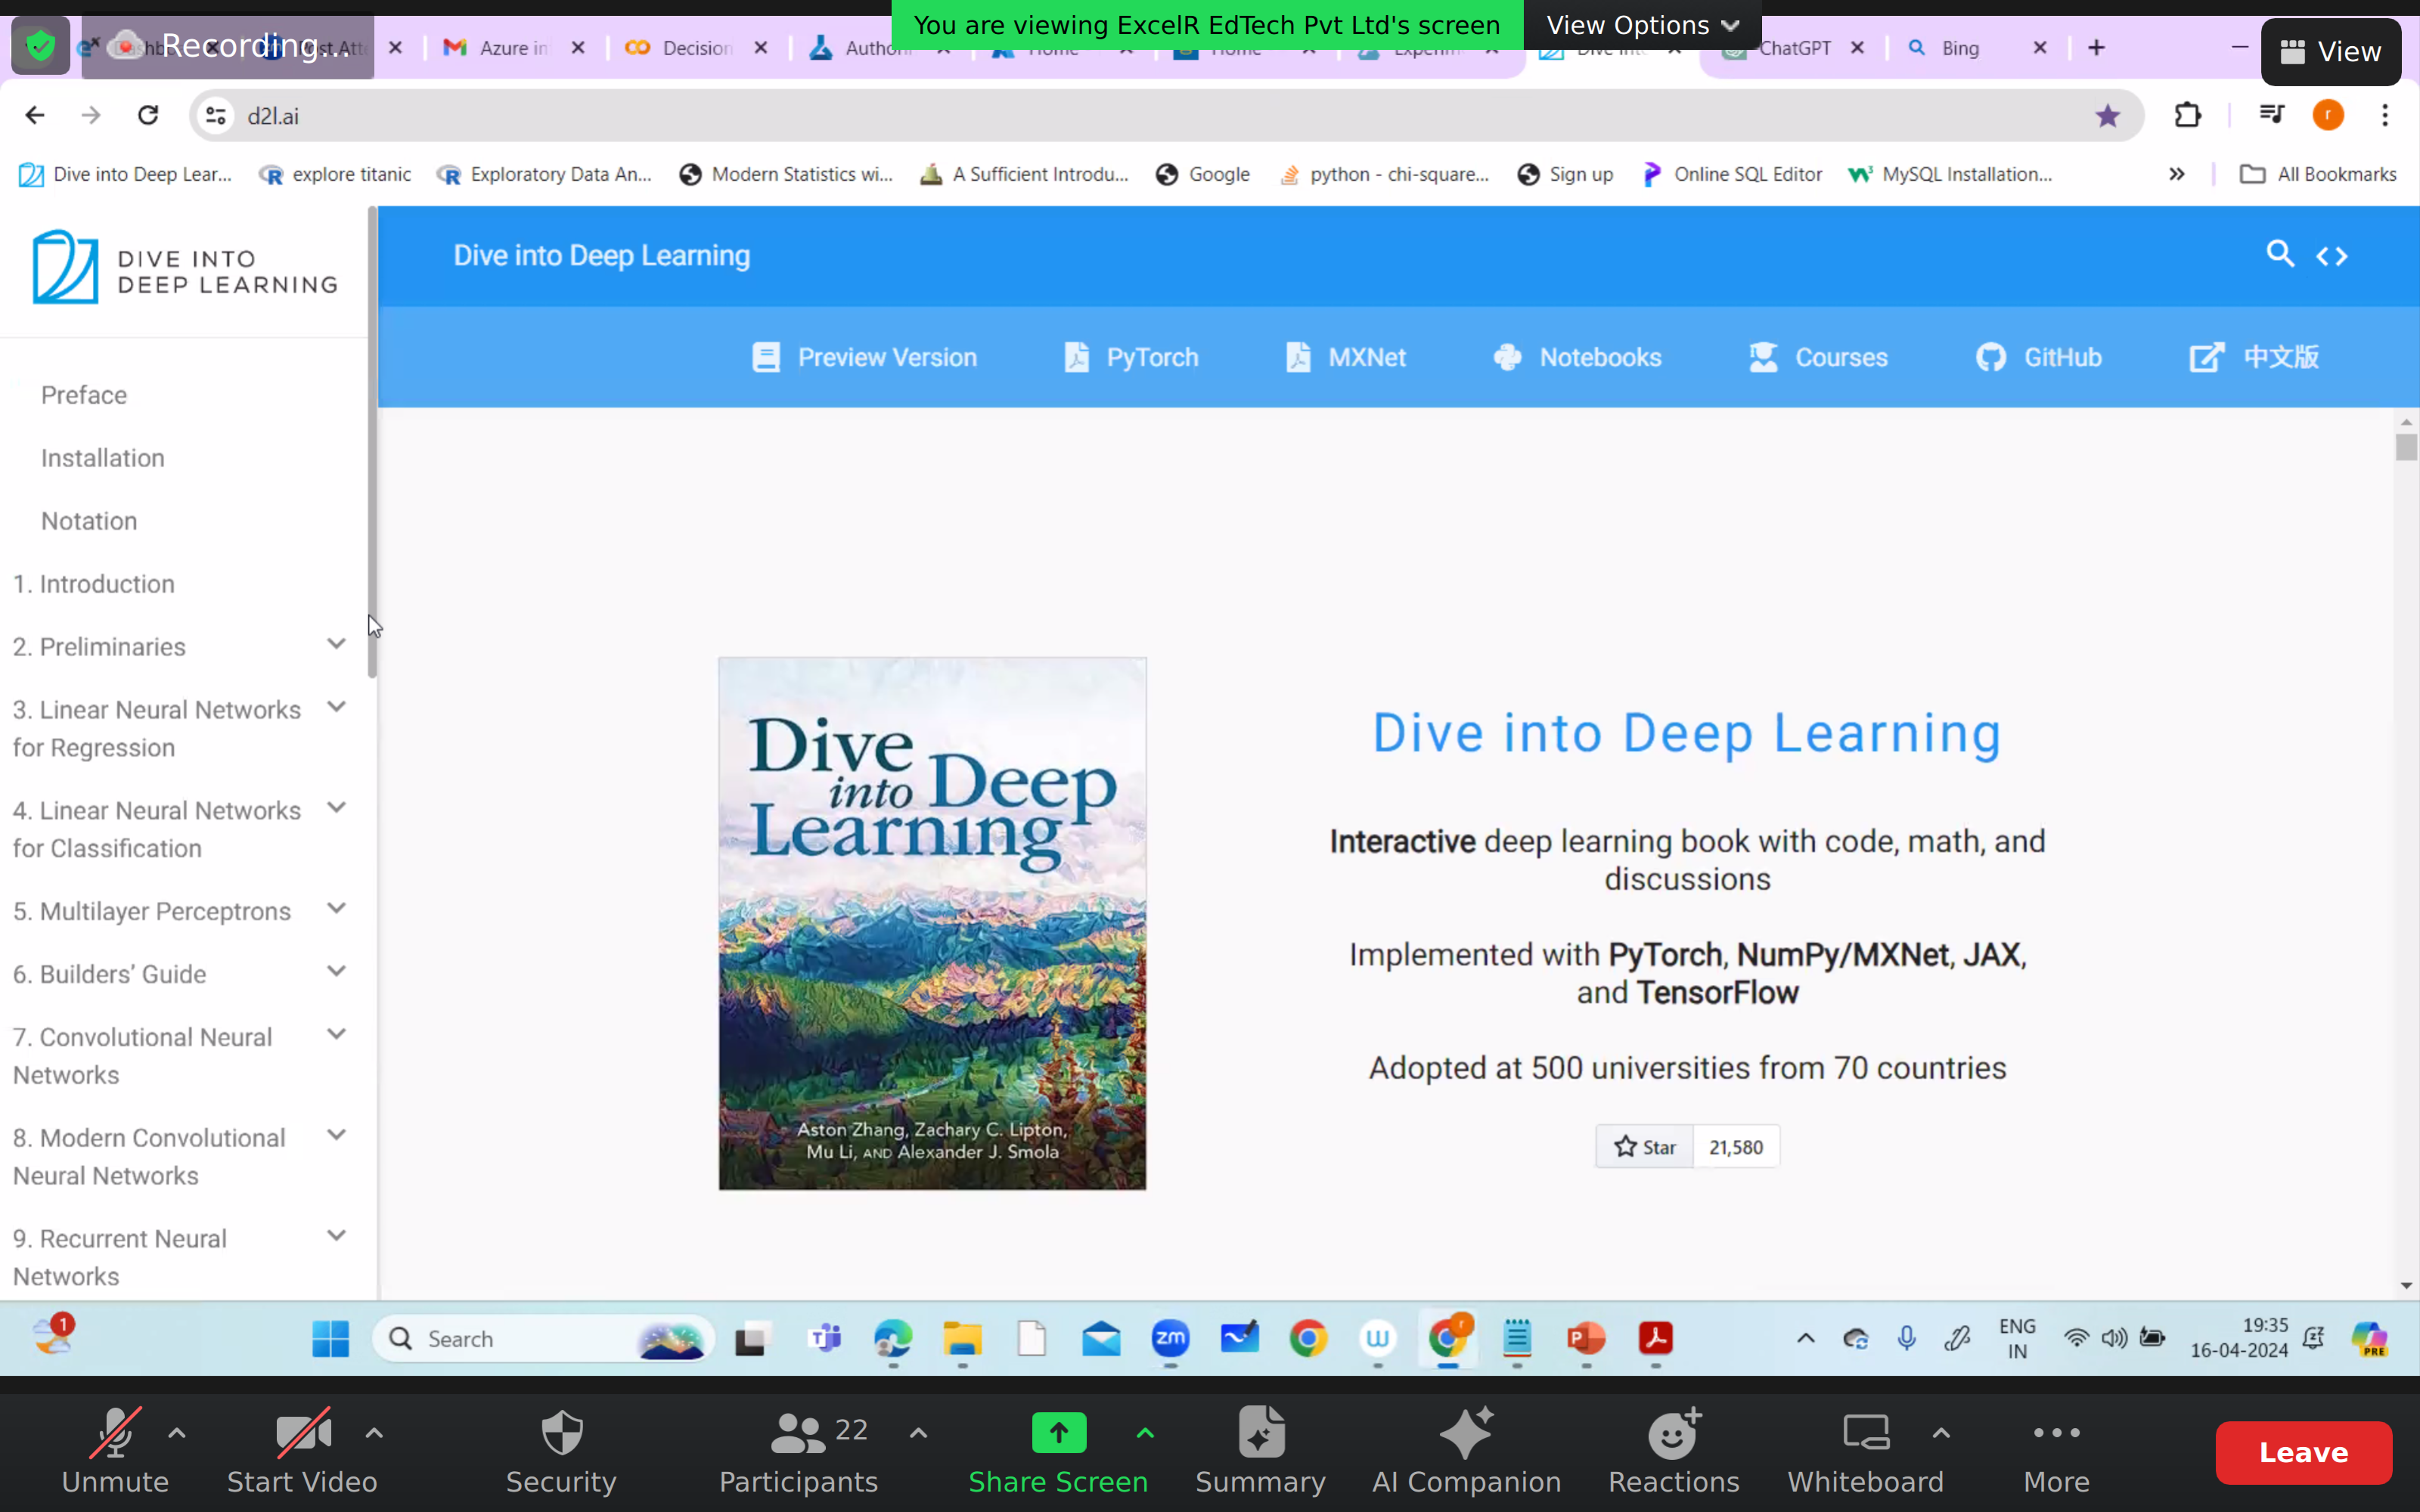 You are viewing ExcelR EdTech Pvt Ltd's screen
View Options
Recording...
Azure in
Decision
Author
Home
Home
Experim
Dive into
ChatGPT
Bing
View
d2l.ai
r
Dive into Deep Lear...
explore titanic
Exploratory Data An...
Modern Statistics wi...
A Sufficient Introdu...
Google
python - chi-square...
Sign up
Online SQL Editor
MySQL Installation...
All Bookmarks
DIVE INTO
DEEP LEARNING
Dive into Deep Learning
Preview Version
PyTorch
MXNet
Notebooks
Courses
GitHub
中文版
Preface
Installation
Notation
1. Introduction
2. Preliminaries
3. Linear Neural Networks
for Regression
4. Linear Neural Networks
for Classification
5. Multilayer Perceptrons
6. Builders’ Guide
7. Convolutional Neural
Networks
8. Modern Convolutional
Neural Networks
9. Recurrent Neural
Networks
Dive
into Deep
Learning
Aston Zhang, Zachary C. Lipton,
Mu Li, AND Alexander J. Smola
Dive into Deep Learning
Interactive deep learning book with code, math, and
discussions
Implemented with PyTorch, NumPy/MXNet, JAX,
and TensorFlow
Adopted at 500 universities from 70 countries
Star 21,580
1
Search
zm
ENG
IN
19:35
16-04-2024
PRE
Unmute
Start Video
Security
22
Participants
Share Screen
Summary
AI Companion
Reactions
Whiteboard
More
Leave